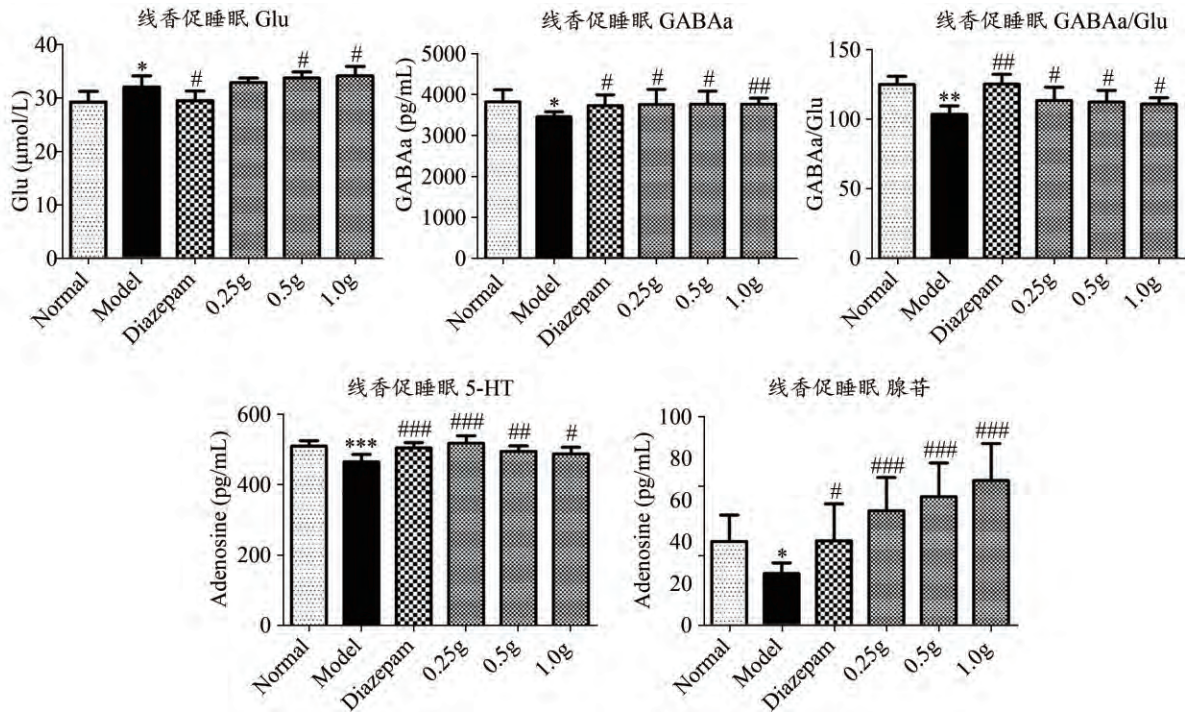 线香促睡眠 Glu
Glu (μmol/L)
40
30
20
10
0
*
#
#
#
Normal
Model
Diazepam
0.25g
0.5g
1.0g
线香促睡眠 GABAa
GABAa (pg/mL)
5000
4000
3000
2000
1000
0
*
#
#
#
##
Normal
Model
Diazepam
0.25g
0.5g
1.0g
线香促睡眠 GABAa/Glu
GABAa/Glu
150
100
50
0
**
##
#
#
#
Normal
Model
Diazepam
0.25g
0.5g
1.0g
线香促睡眠 5-HT
Adenosine (pg/mL)
600
400
200
0
***
###
###
##
#
Normal
Model
Diazepam
0.25g
0.5g
1.0g
线香促睡眠 腺苷
Adenosine (pg/mL)
100
80
60
40
20
0
*
#
###
###
###
Normal
Model
Diazepam
0.25g
0.5g
1.0g